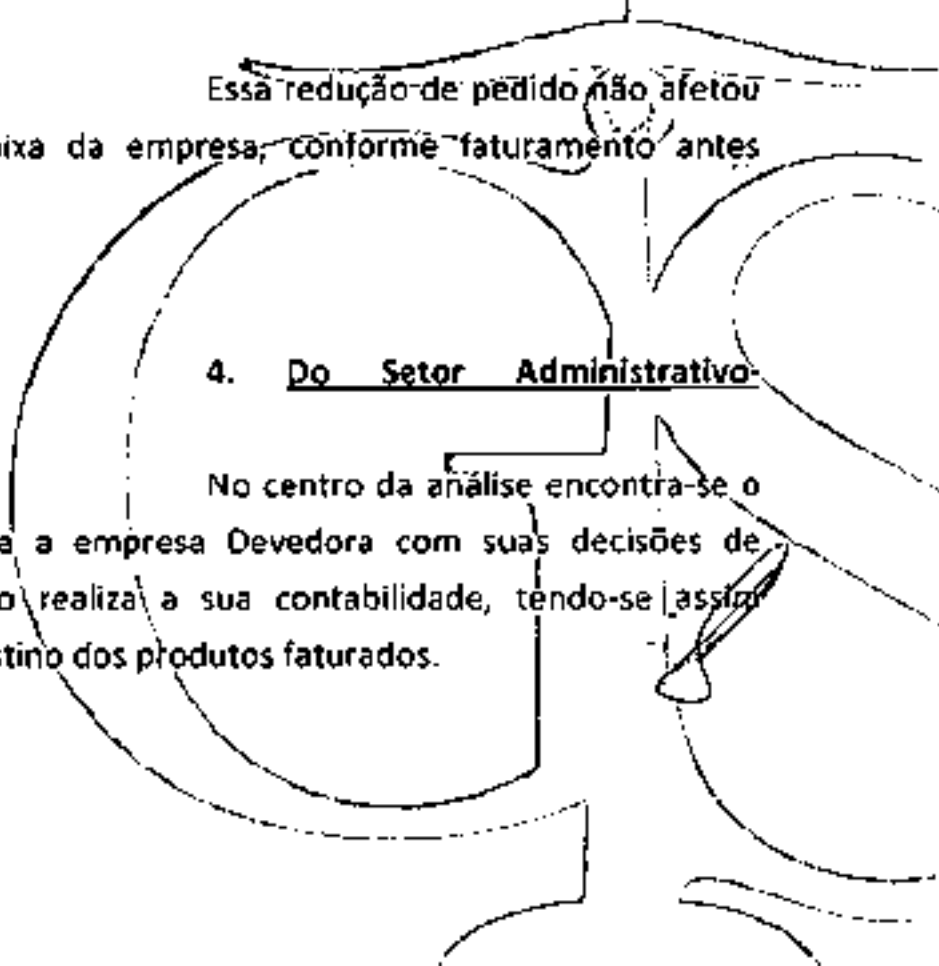 Essa redução de pedido não afetou
ixa da empresa, conforme faturamento antes
4. Do Setor Administrativo-
No centro da análise encontra-se o
a a empresa Devedora com suas decisões de
o realiza a sua contabilidade, tendo-se assim
stino dos produtos faturados.